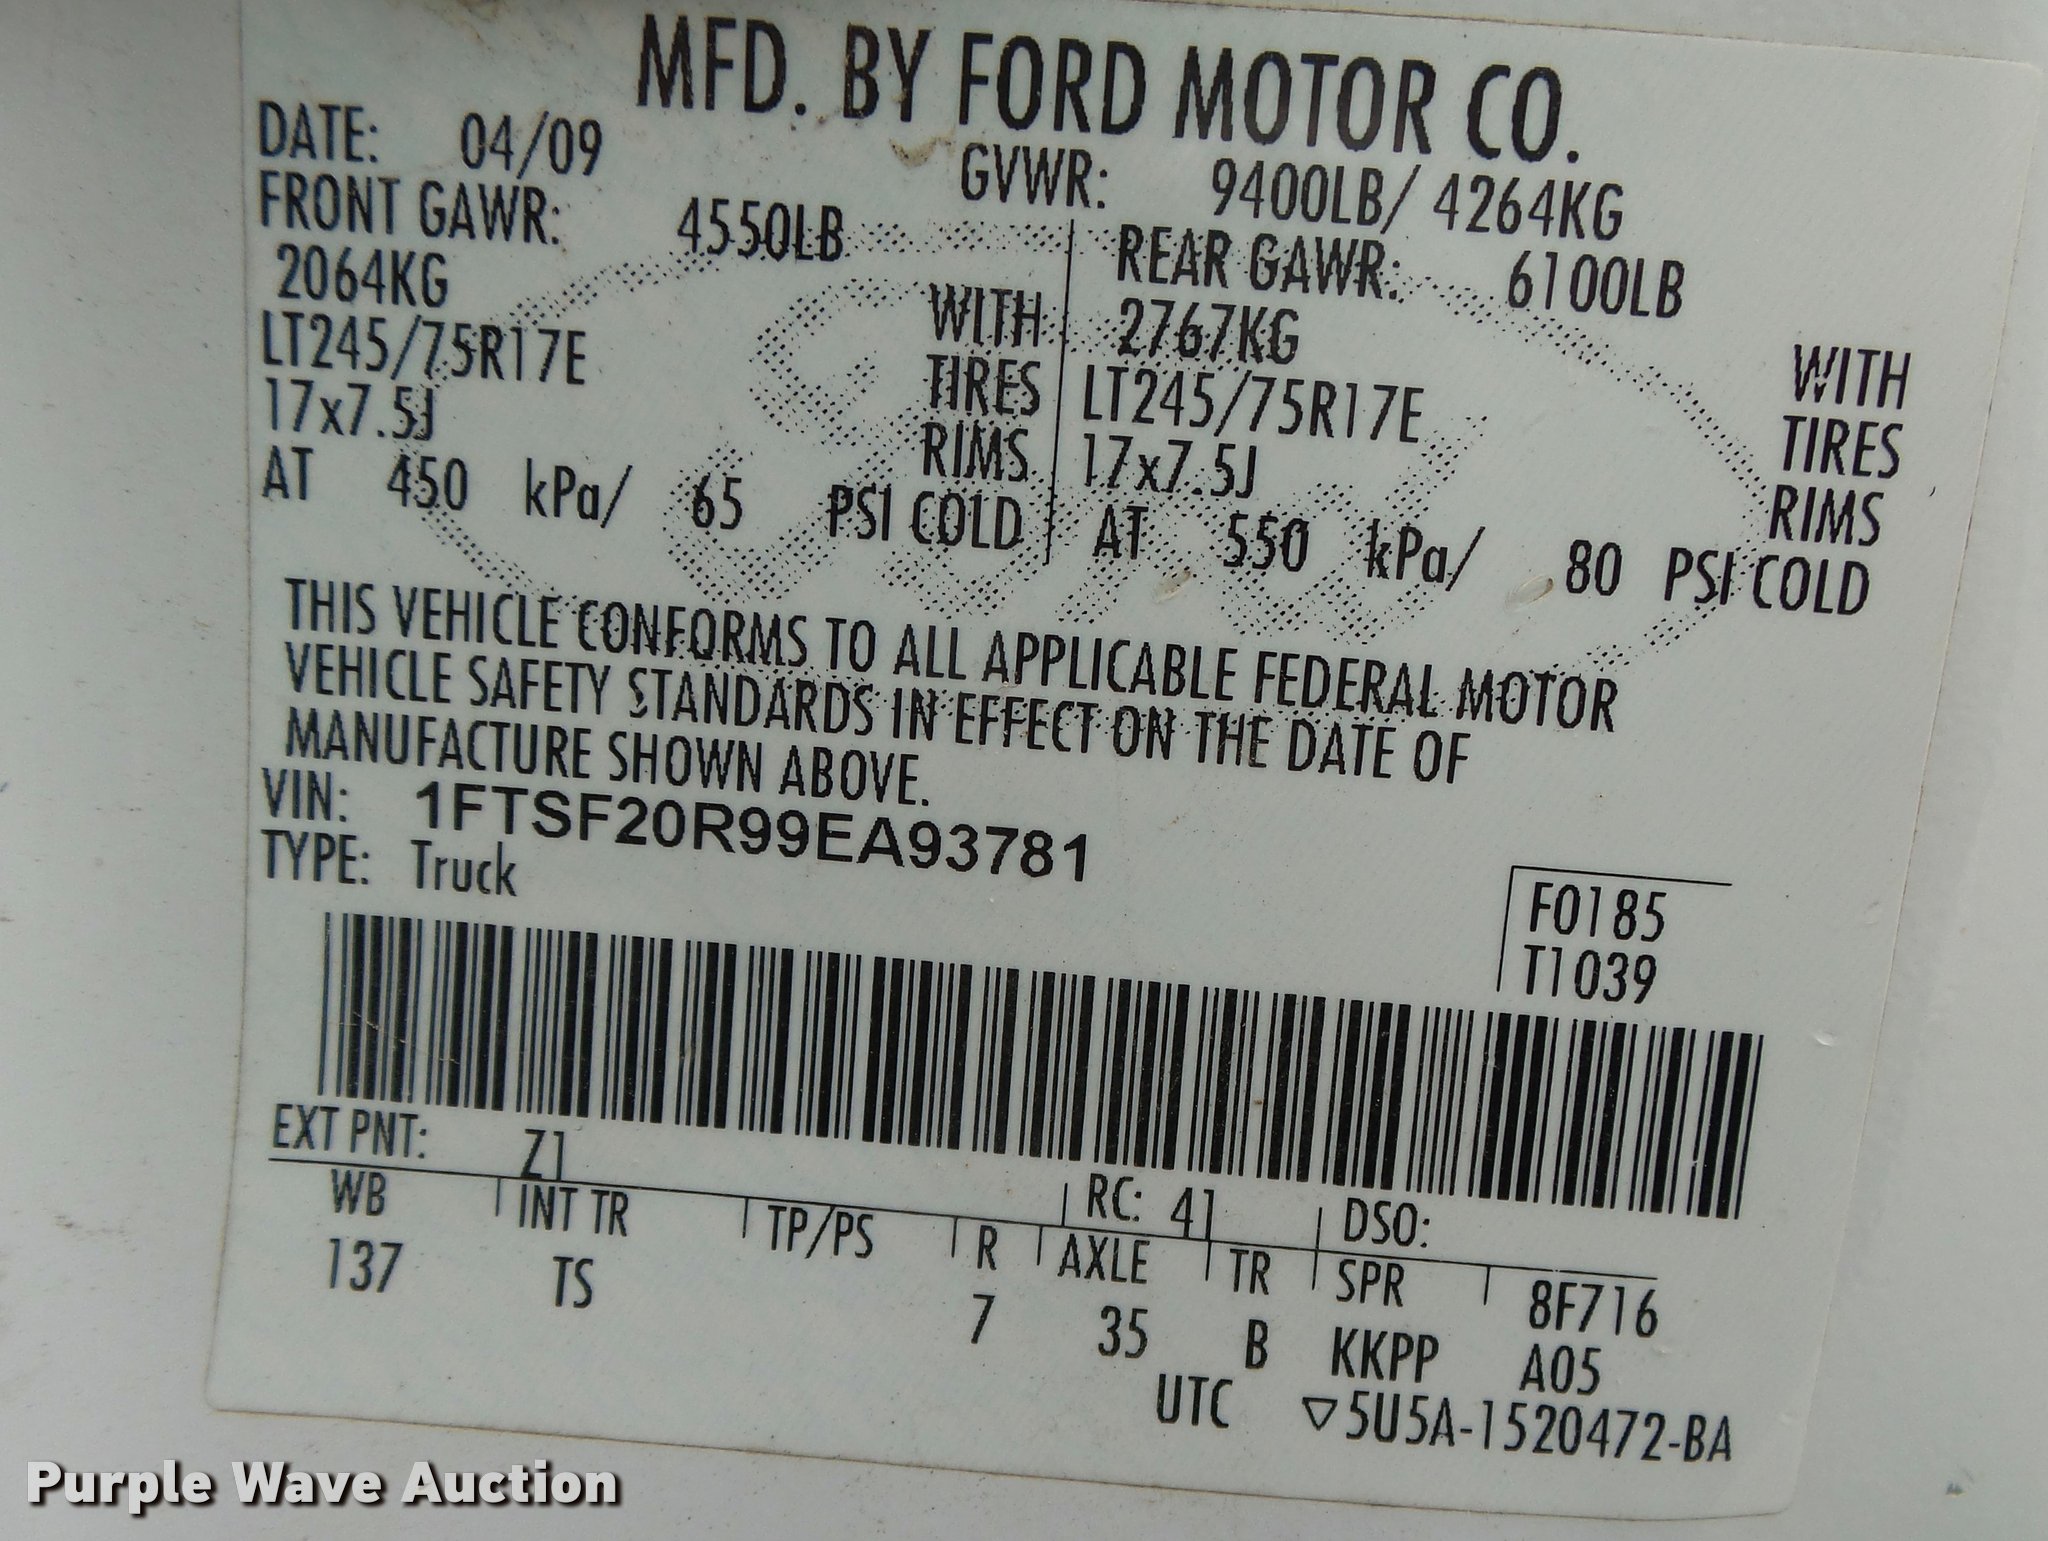 MFD. BY FORD MOTOR CO.
DATE: 04/09 GVWR: 9400LB/ 4264KG
FRONT GAWR: 4550LB REAR GAWR: 6100LB
2064KG WITH 2767KG WITH
LT245/75R17E TIRES LT245/75R17E TIRES
17x7.5J RIMS 17x7.5J RIMS
AT 450 kPa/ 65 PSI COLD AT 550 kPa/ 80 PSI COLD
THIS VEHICLE CONFORMS TO ALL APPLICABLE FEDERAL MOTOR
VEHICLE SAFETY STANDARDS IN EFFECT ON THE DATE OF
MANUFACTURE SHOWN ABOVE.
VIN: 1FTSF20R99EA93781
TYPE: Truck
F0185
T1039
EXT PNT: Z1 RC: 41 DSO:
WB INT TR TP/PS R AXLE TR SPR 8F716
137 TS 7 35 B KKPP A05
UTC ▽5U5A-1520472-BA
Ford
Purple Wave Auction